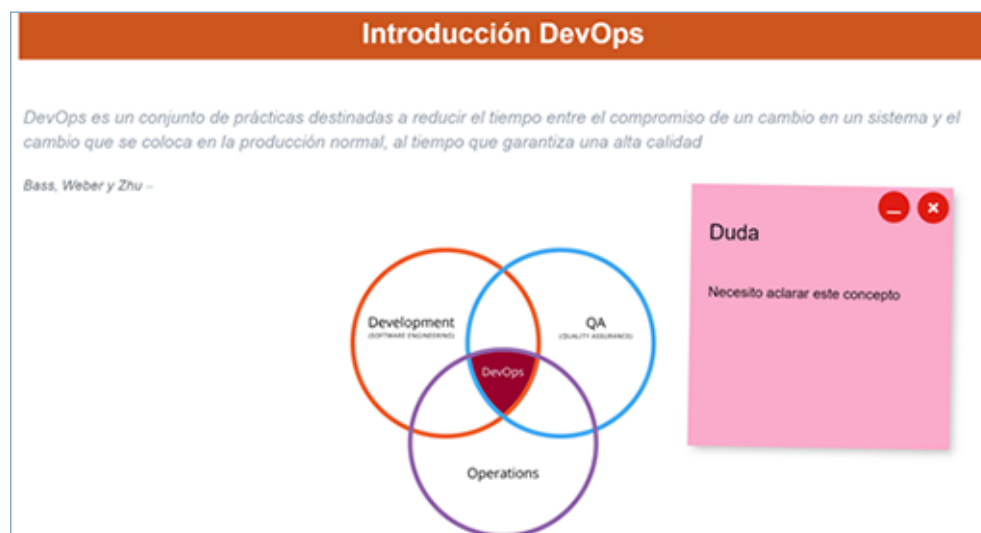 Introducción DevOps
DevOps es un conjunto de prácticas destinadas a reducir el tiempo entre el compromiso de un cambio en un sistema y el
cambio que se coloca en la producción normal, al tiempo que garantiza una alta calidad
Bass, Weber y Zhu –
Duda
Necesito aclarar este concepto
Development
(SOFTWARE ENGINEERING)
QA
(QUALITY ASSURANCE)
DevOps
Operations